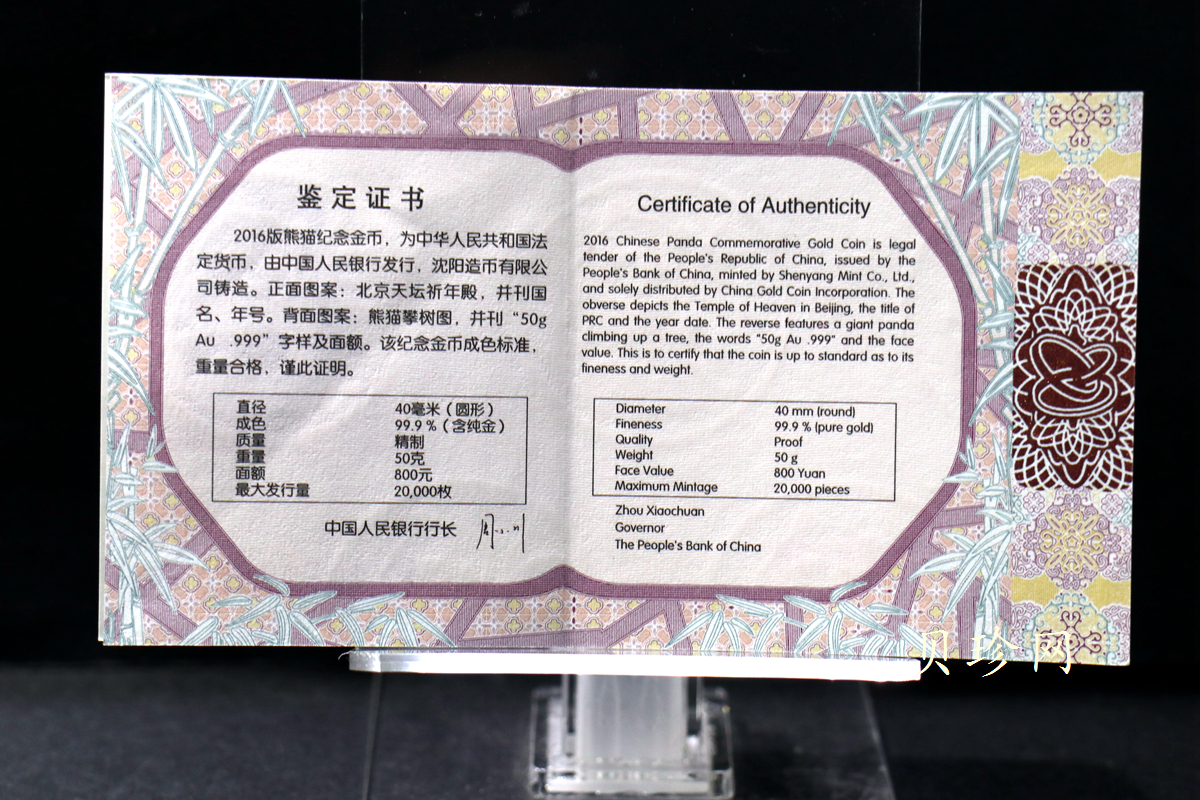 鉴定证书
2016版熊猫纪念金币，为中华人民共和国法
定货币，由中国人民银行发行，沈阳造币有限公
司铸造。正面图案：北京天坛祈年殿，并刊国
名、年号。背面图案：熊猫攀树图，并刊“50g
Au .999”字样及面额。该纪念金币成色标准，
重量合格，谨此证明。
直径 40毫米（圆形）
成色 99.9 %（含纯金）
质量 精制
重量 50克
面额 800元
最大发行量 20,000枚
中国人民银行行长
Certificate of Authenticity
2016 Chinese Panda Commemorative Gold Coin is legal
tender of the People's Republic of China, issued by the
People's Bank of China, minted by Shenyang Mint Co., Ltd.,
and solely distributed by China Gold Coin Incorporation. The
obverse depicts the Temple of Heaven in Beijing, the title of
PRC and the year date. The reverse features a giant panda
climbing up a tree, the words "50g Au .999" and the face
value. This is to certify that the coin is up to standard as to its
fineness and weight.
Diameter 40 mm (round)
Fineness 99.9 % (pure gold)
Quality Proof
Weight 50 g
Face Value 800 Yuan
Maximum Mintage 20,000 pieces
Zhou Xiaochuan
Governor
The People's Bank of China
贝珍网